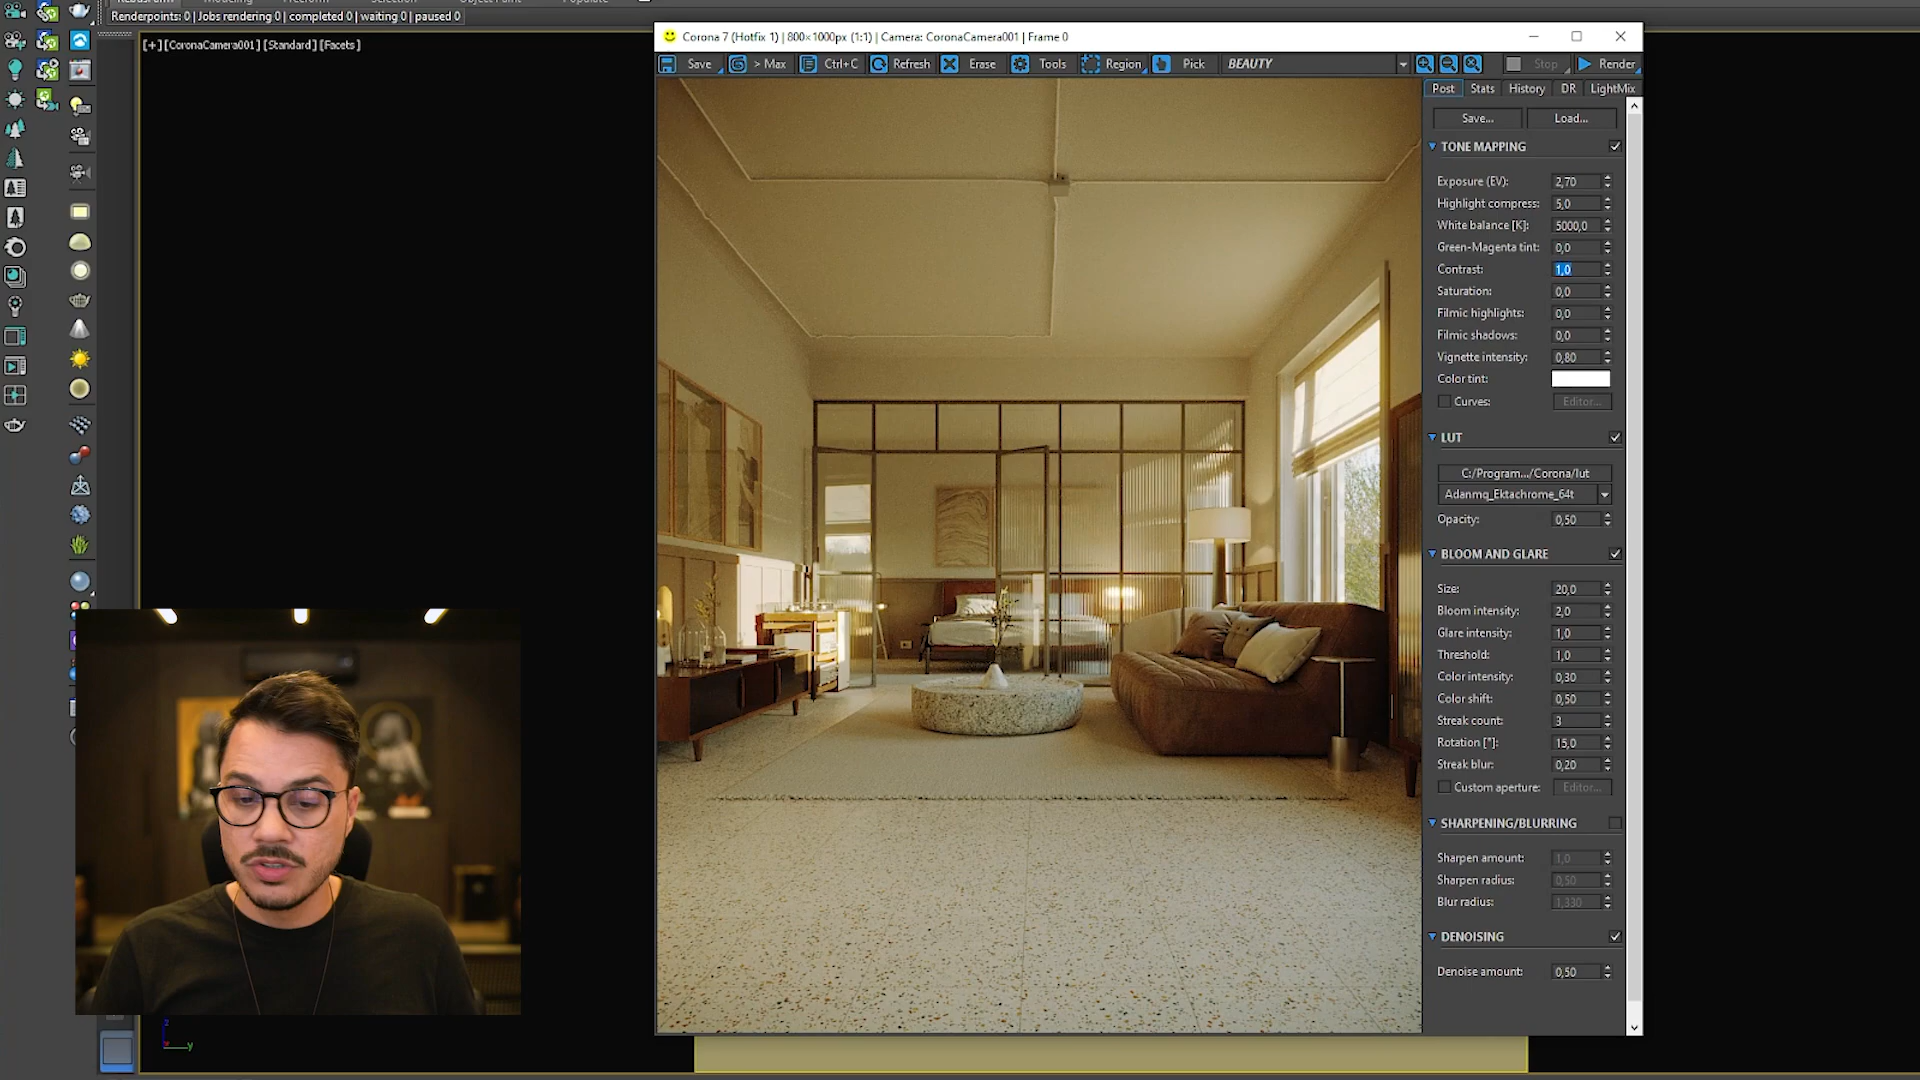 Renderpoints: 0 | Jobs rendering 0 | completed 0 | waiting 0 | paused 0
[+] [CoronaCamera001] [Standard] [Facets]
Corona 7 (Hotfix 1) | 800×1000px (1:1) | Camera: CoronaCamera001 | Frame 0
Save > Max Ctrl+C Refresh Erase Tools Region Pick BEAUTY Stop Render
Post Stats History DR LightMix
Save... Load...
TONE MAPPING
Exposure (EV): 2,70
Highlight compress: 5,0
White balance [K]: 5000,0
Green-Magenta tint: 0,0
Contrast: 1,0
Saturation: 0,0
Filmic highlights: 0,0
Filmic shadows: 0,0
Vignette intensity: 0,80
Color tint:
Curves: Editor...
LUT
C:/Program.../Corona/lut
Adanmq_Ektachrome_64t
Opacity: 0,50
BLOOM AND GLARE
Size: 20,0
Bloom intensity: 2,0
Glare intensity: 1,0
Threshold: 1,0
Color intensity: 0,30
Color shift: 0,50
Streak count: 3
Rotation [°]: 15,0
Streak blur: 0,20
Custom aperture: Editor...
SHARPENING/BLURRING
Sharpen amount: 1,0
Sharpen radius: 0,50
Blur radius: 1,330
DENOISING
Denoise amount: 0,50
z
y